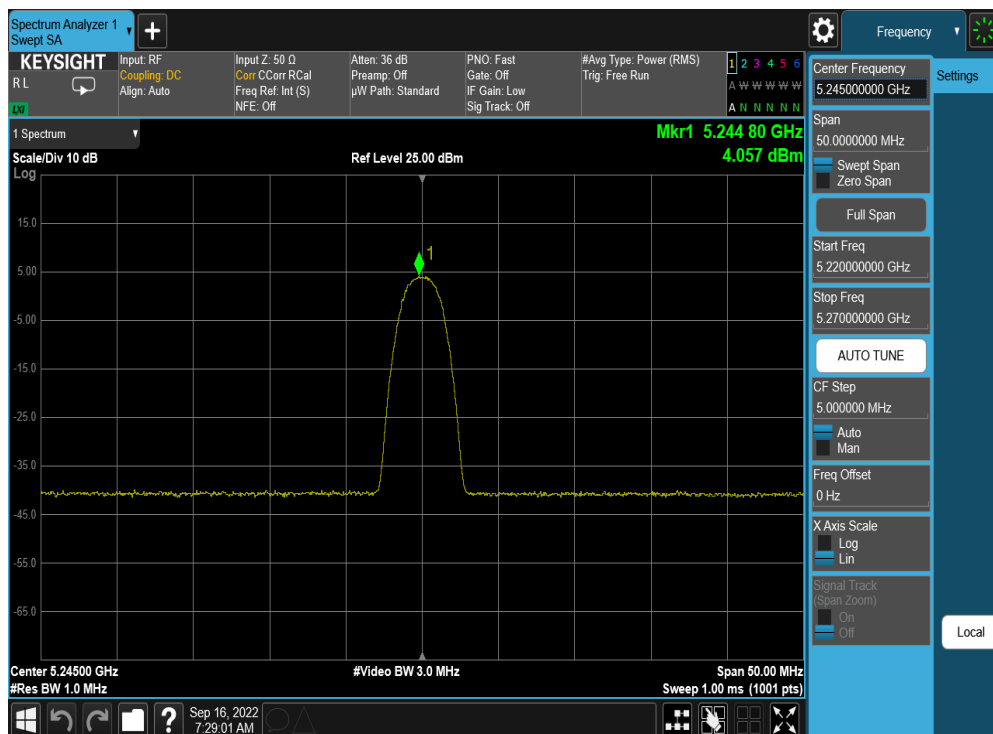 Spectrum Analyzer 1
Swept SA
+
Frequency
KEYSIGHT
R L
LXI
Input: RF
Coupling: DC
Align: Auto
Input Z: 50 Ω
Corr CCorr RCal
Freq Ref: Int (S)
NFE: Off
Atten: 36 dB
Preamp: Off
µW Path: Standard
PNO: Fast
Gate: Off
IF Gain: Low
Sig Track: Off
#Avg Type: Power (RMS)
Trig: Free Run
1 2 3 4 5 6
A W W W W W
A N N N N N
1 Spectrum
Scale/Div 10 dB
Log
Ref Level 25.00 dBm
Mkr1 5.244 80 GHz
4.057 dBm
1
15.0
5.00
-5.00
-15.0
-25.0
-35.0
-45.0
-55.0
-65.0
Center 5.24500 GHz
#Res BW 1.0 MHz
#Video BW 3.0 MHz
Span 50.00 MHz
Sweep 1.00 ms (1001 pts)
Center Frequency
5.245000000 GHz
Span
50.0000000 MHz
Swept Span
Zero Span
Full Span
Start Freq
5.220000000 GHz
Stop Freq
5.270000000 GHz
AUTO TUNE
CF Step
5.000000 MHz
Auto
Man
Freq Offset
0 Hz
X Axis Scale
Log
Lin
Signal Track
(Span Zoom)
On
Off
Settings
Local
?
Sep 16, 2022
7:29:01 AM